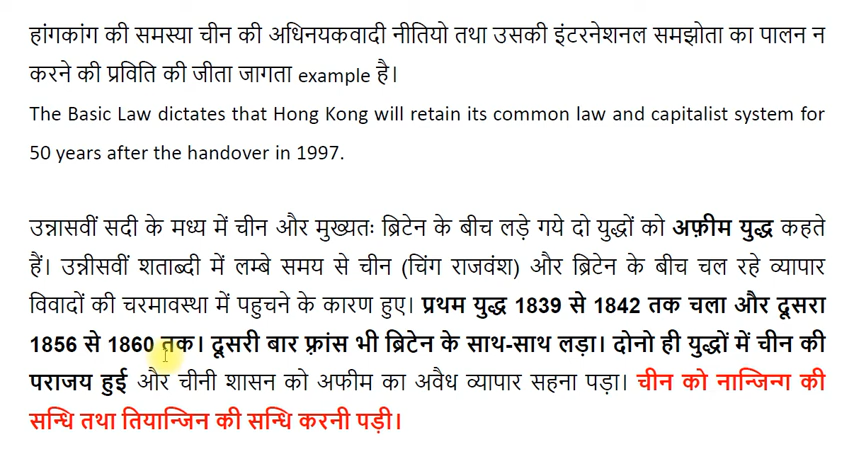 हांगकांग की समस्या चीन की अधिनयकवादी नीतियो तथा उसकी इंटरनेशनल समझोता का पालन न
करने की प्रविति की जीता जागता example है।
The Basic Law dictates that Hong Kong will retain its common law and capitalist system for
50 years after the handover in 1997.
उन्नासवीं सदी के मध्य में चीन और मुख्यतः ब्रिटेन के बीच लड़े गये दो युद्धों को अफ़ीम युद्ध कहते
हैं। उन्नीसवीं शताब्दी में लम्बे समय से चीन (चिंग राजवंश) और ब्रिटेन के बीच चल रहे व्यापार
विवादों की चरमावस्था में पहुचने के कारण हुए। प्रथम युद्ध 1839 से 1842 तक चला और दूसरा
1856 से 1860 तक। दूसरी बार फ़्रांस भी ब्रिटेन के साथ-साथ लड़ा। दोनो ही युद्धों में चीन की
पराजय हुई और चीनी शासन को अफीम का अवैध व्यापार सहना पड़ा। चीन को नान्जिन्ग की
सन्धि तथा तियान्जिन की सन्धि करनी पड़ी।